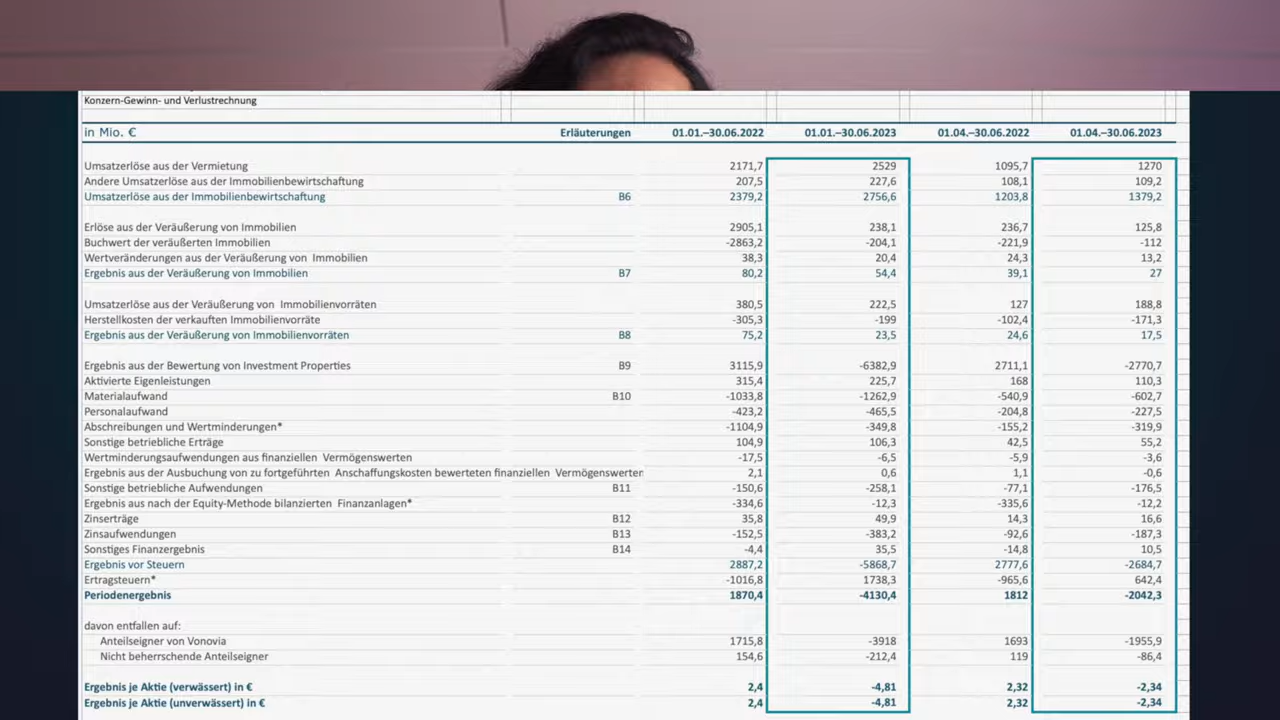 Konzern-Gewinn- und Verlustrechnung
in Mio. € Erläuterungen 01.01.–30.06.2022 01.01.–30.06.2023 01.04.–30.06.2022 01.04.–30.06.2023
Umsatzerlöse aus der Vermietung 2171,7 2529 1095,7 1270
Andere Umsatzerlöse aus der Immobilienbewirtschaftung 207,5 227,6 108,1 109,2
Umsatzerlöse aus der Immobilienbewirtschaftung B6 2379,2 2756,6 1203,8 1379,2
Erlöse aus der Veräußerung von Immobilien 2905,1 238,1 236,7 125,8
Buchwert der veräußerten Immobilien -2863,2 -204,1 -221,9 -112
Wertveränderungen aus der Veräußerung von Immobilien 38,3 20,4 24,3 13,2
Ergebnis aus der Veräußerung von Immobilien B7 80,2 54,4 39,1 27
Umsatzerlöse aus der Veräußerung von Immobilienvorräten 380,5 222,5 127 188,8
Herstellkosten der verkauften Immobilienvorräte -305,3 -199 -102,4 -171,3
Ergebnis aus der Veräußerung von Immobilienvorräten B8 75,2 23,5 24,6 17,5
Ergebnis aus der Bewertung von Investment Properties B9 3115,9 -6382,9 2711,1 -2770,7
Aktivierte Eigenleistungen 315,4 225,7 168 110,3
Materialaufwand B10 -1033,8 -1262,9 -540,9 -602,7
Personalaufwand -423,2 -465,5 -204,8 -227,5
Abschreibungen und Wertminderungen* -1104,9 -349,8 -155,2 -319,9
Sonstige betriebliche Erträge 104,9 106,3 42,5 55,2
Wertminderungsaufwendungen aus finanziellen Vermögenswerten -17,5 -6,5 -5,9 -3,6
Ergebnis aus der Ausbuchung von zu fortgeführten Anschaffungskosten bewerteten finanziellen Vermögenswerten 2,1 0,6 1,1 -0,6
Sonstige betriebliche Aufwendungen B11 -150,6 -258,1 -77,1 -176,5
Ergebnis aus nach der Equity-Methode bilanzierten Finanzanlagen* -334,6 -12,3 -335,6 -12,2
Zinserträge B12 35,8 49,9 14,3 16,6
Zinsaufwendungen B13 -152,5 -383,2 -92,6 -187,3
Sonstiges Finanzergebnis B14 -4,4 35,5 -14,8 10,5
Ergebnis vor Steuern 2887,2 -5868,7 2777,6 -2684,7
Ertragsteuern* -1016,8 1738,3 -965,6 642,4
Periodenergebnis 1870,4 -4130,4 1812 -2042,3
davon entfallen auf:
Anteilseigner von Vonovia 1715,8 -3918 1693 -1955,9
Nicht beherrschende Anteilseigner 154,6 -212,4 119 -86,4
Ergebnis je Aktie (verwässert) in € 2,4 -4,81 2,32 -2,34
Ergebnis je Aktie (unverwässert) in € 2,4 -4,81 2,32 -2,34